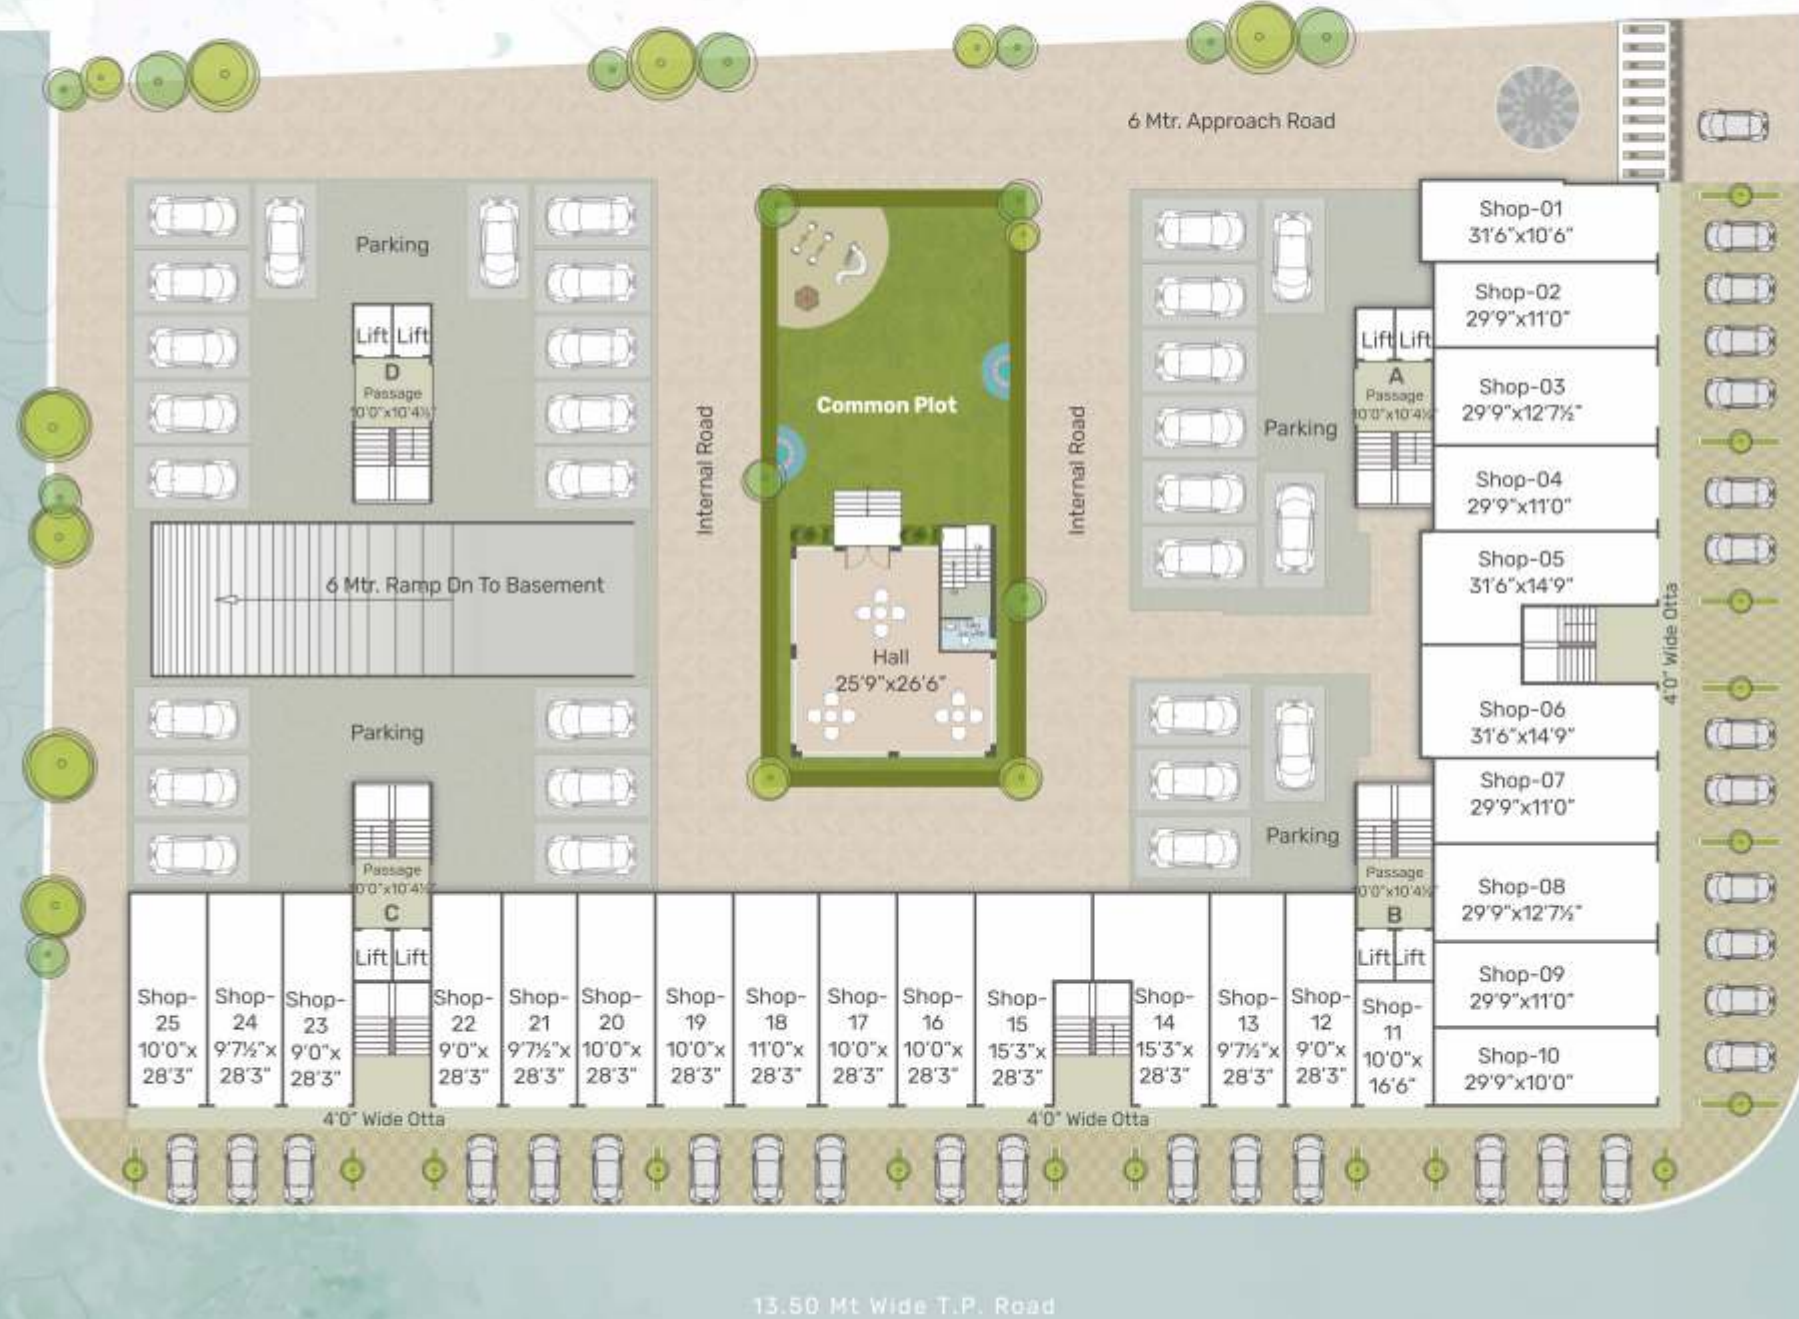 6 Mtr. Approach Road
Parking
Lift Lift
D
Passage
10'0"x10'4½"
6 Mtr. Ramp Dn To Basement
Parking
Passage
10'0"x10'4½"
C
Lift Lift
Internal Road
Common Plot
Hall
25'9"x26'6"
Internal Road
Parking
Lift Lift
A
Passage
10'0"x10'4½"
Parking
Passage
10'0"x10'4½"
B
Lift Lift
Shop-01
31'6"x10'6"
Shop-02
29'9"x11'0"
Shop-03
29'9"x12'7½"
Shop-04
29'9"x11'0"
Shop-05
31'6"x14'9"
Shop-06
31'6"x14'9"
Shop-07
29'9"x11'0"
Shop-08
29'9"x12'7½"
Shop-09
29'9"x11'0"
Shop-10
29'9"x10'0"
4'0" Wide Otta
Shop-
25
10'0"x
28'3"
Shop-
24
9'7½"x
28'3"
Shop-
23
9'0"x
28'3"
Shop-
22
9'0"x
28'3"
Shop-
21
9'7½"x
28'3"
Shop-
20
10'0"x
28'3"
Shop-
19
10'0"x
28'3"
Shop-
18
11'0"x
28'3"
Shop-
17
10'0"x
28'3"
Shop-
16
10'0"x
28'3"
Shop-
15
15'3"x
28'3"
Shop-
14
15'3"x
28'3"
Shop-
13
9'7½"x
28'3"
Shop-
12
9'0"x
28'3"
Shop-
11
10'0"x
16'6"
4'0" Wide Otta
4'0" Wide Otta
13.50 Mt Wide T.P. Road